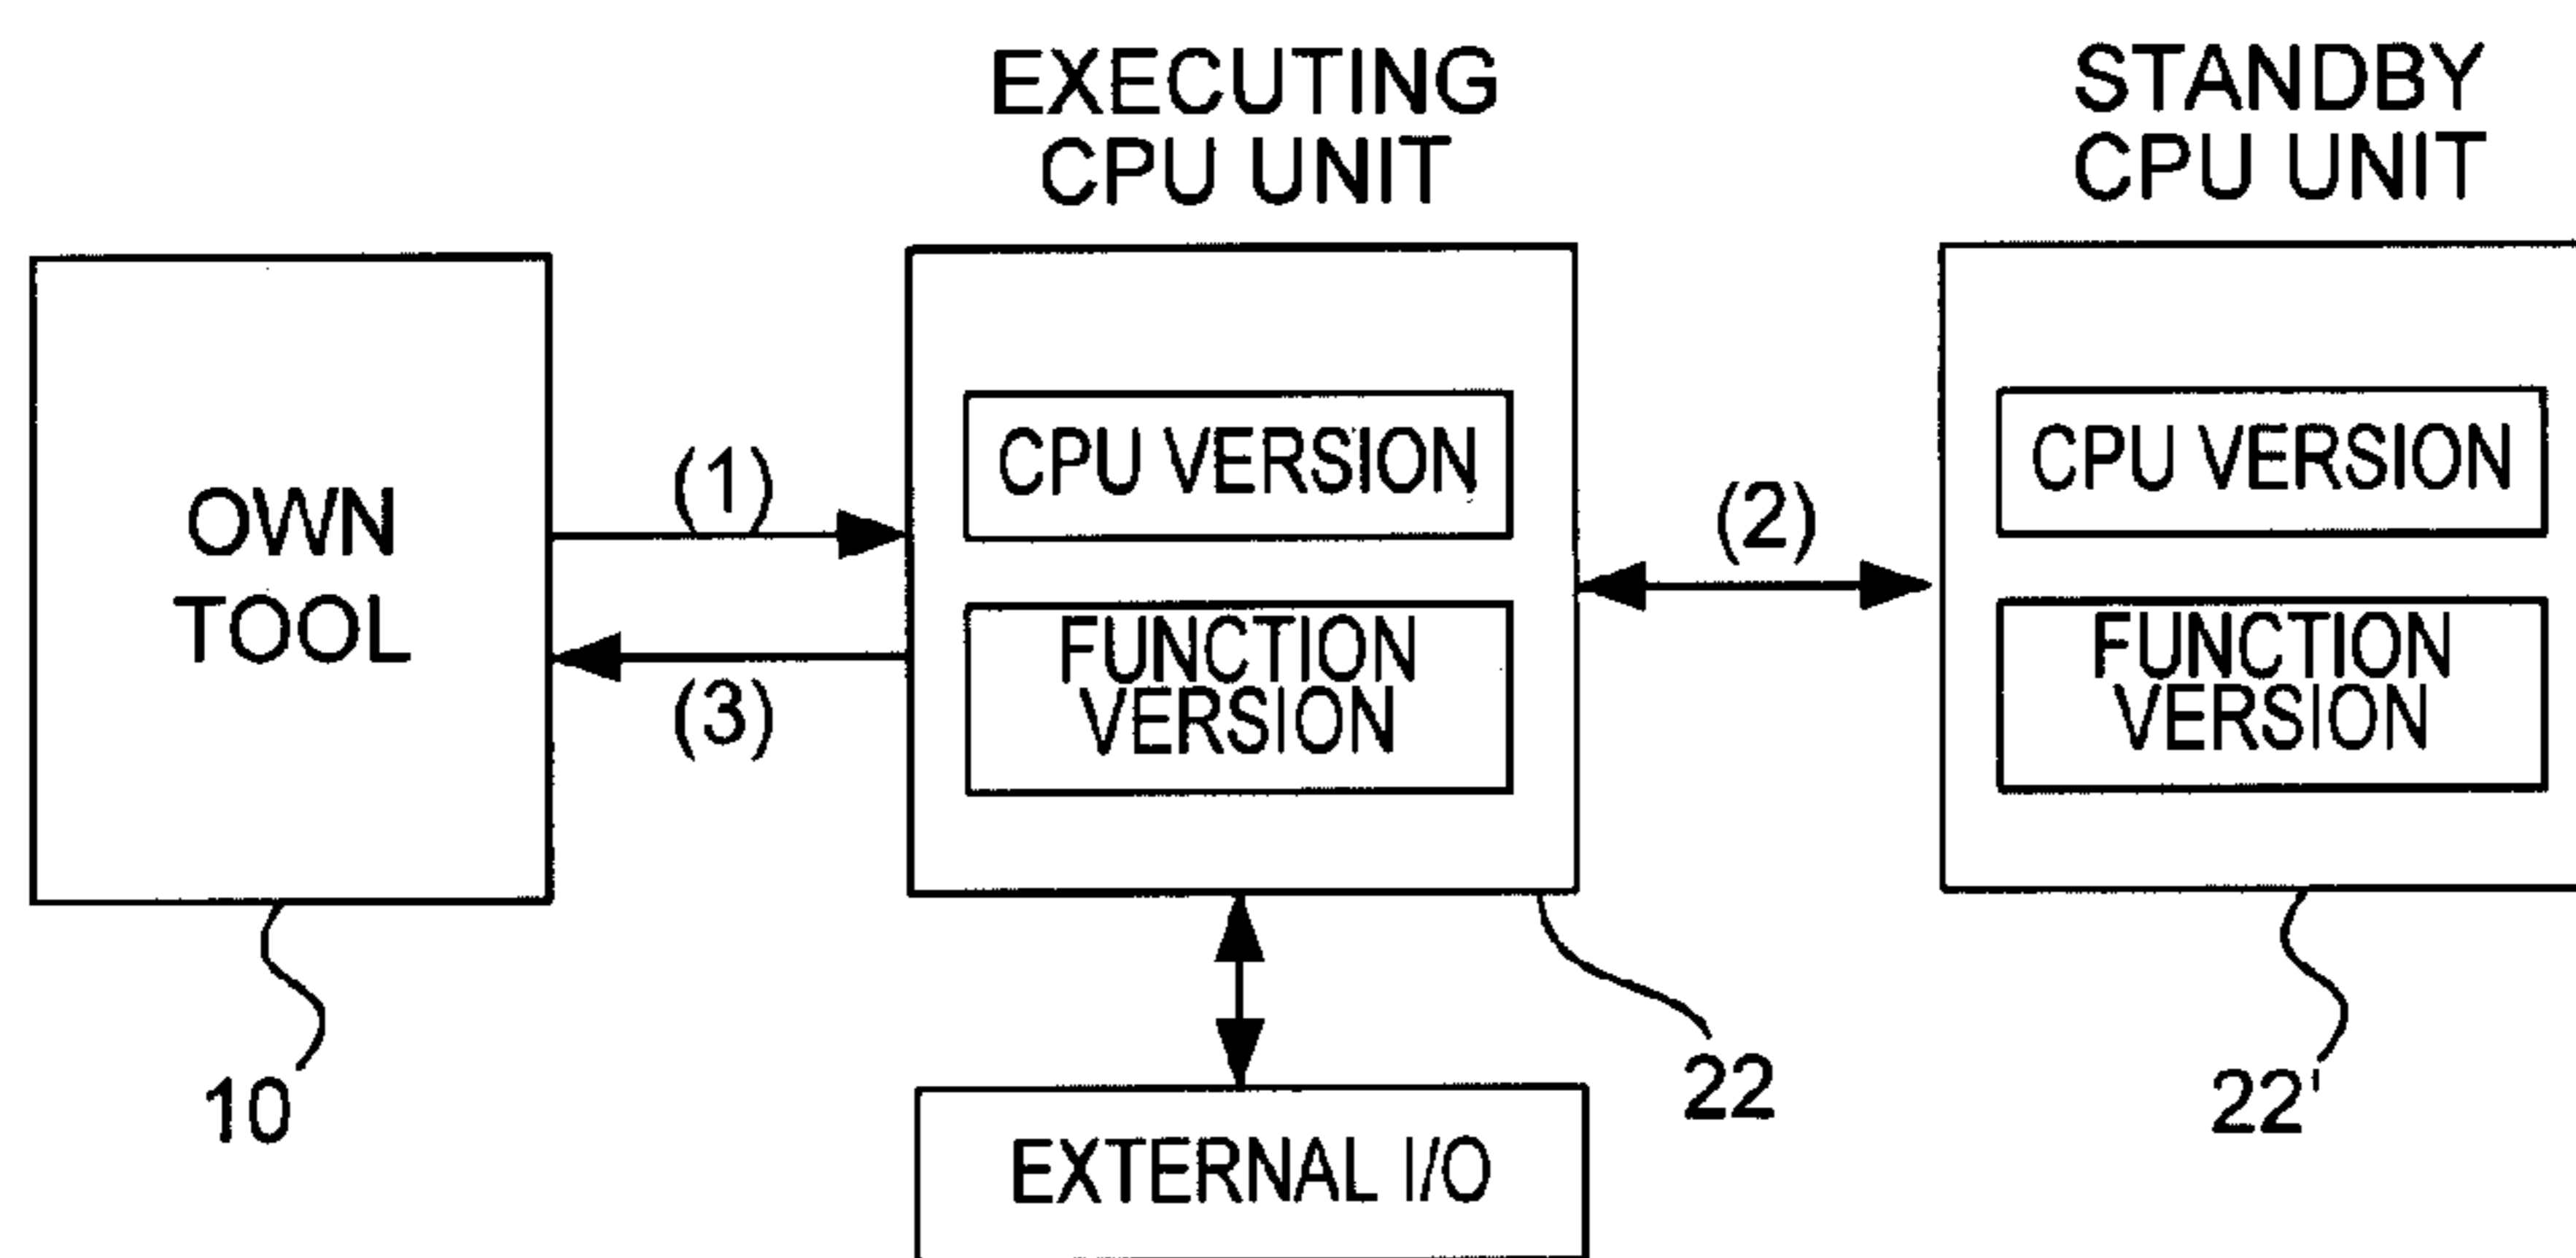 EXECUTING
CPU UNIT
STANDBY
CPU UNIT
OWN
TOOL
(1)
(3)
CPU VERSION
FUNCTION
VERSION
(2)
CPU VERSION
FUNCTION
VERSION
10
22
22'
EXTERNAL I/O